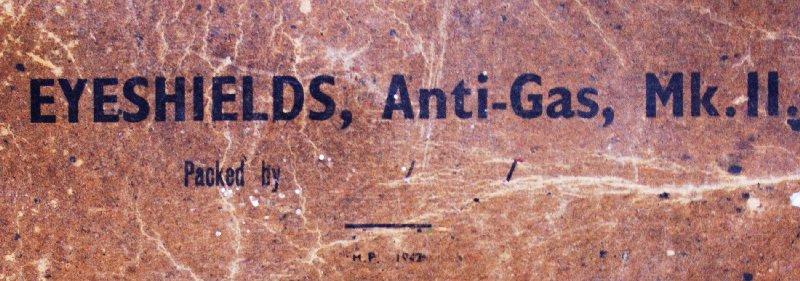 EYESHIELDS, Anti-Gas, Mk. II.
Packed by / /
H.P.